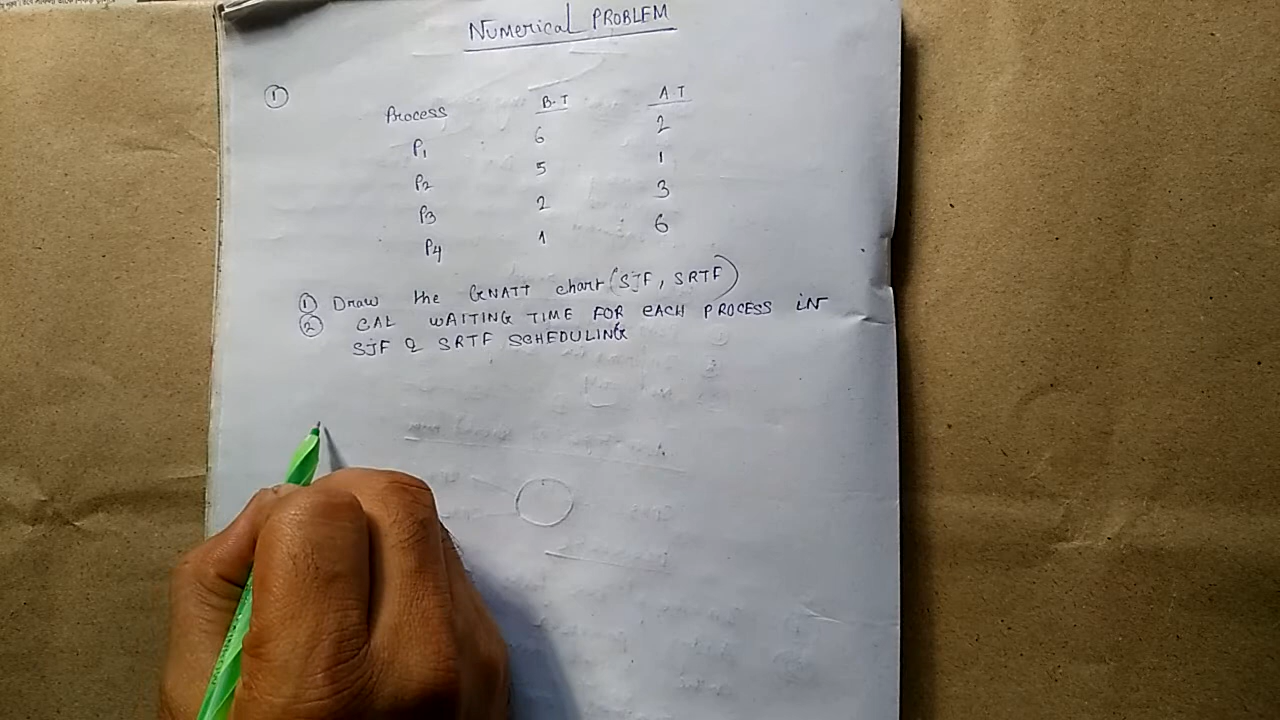 Numerical PROBLEM
① Process B.T A T
P1 6 2
P2 5 1
P3 2 3
P4 1 6
① Draw the GNATT chart (SJF, SRTF)
② CAL WAITING TIME FOR EACH PROCESS IN
SJF & SRTF SCHEDULING